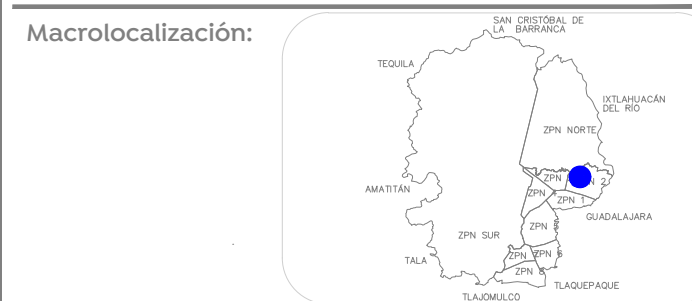 Macrolocalización:
SAN CRISTÓBAL DE
LA BARRANCA
TEQUILA
IXTLAHUACÁN
DEL RÍO
ZPN NORTE
ZPN
N 2
AMATITÁN
ZPN
ZPN 1
GUADALAJARA
ZPN
ZPN SUR
ZPN
ZPN 6
TALA
ZPN
TLAQUEPAQUE
TLAJOMULCO